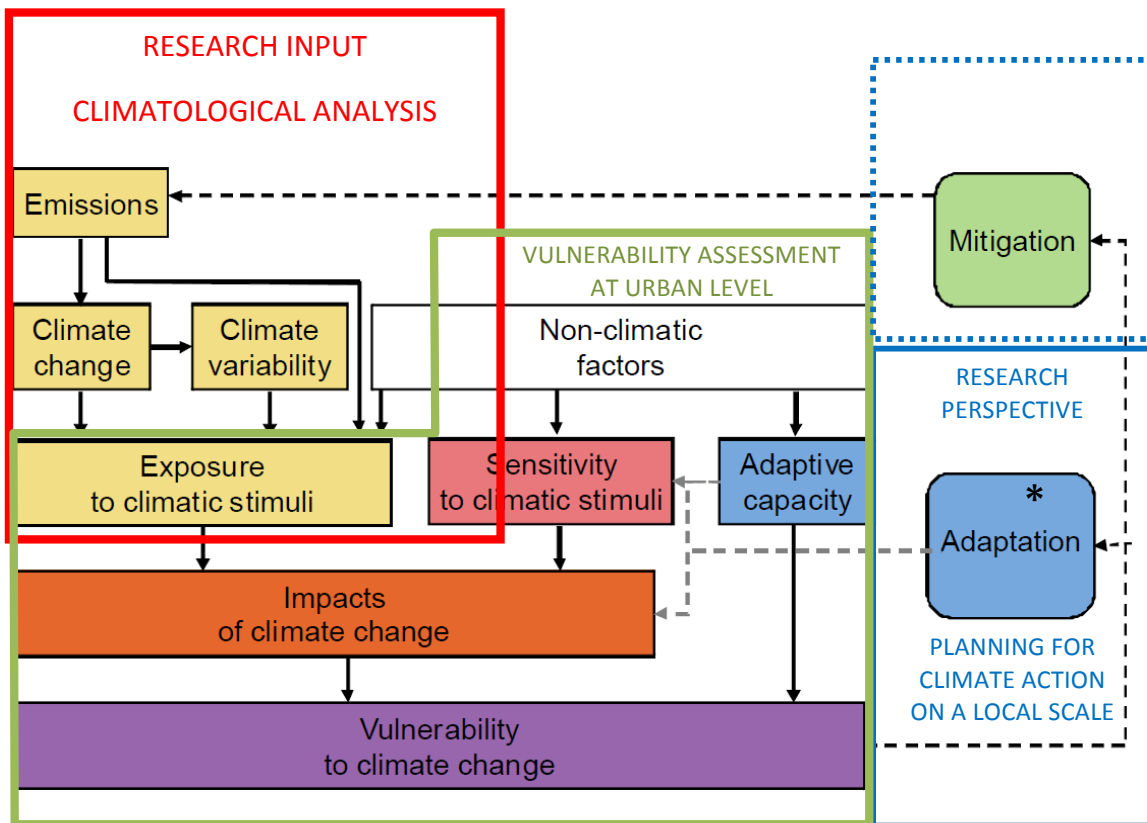 RESEARCH INPUT
CLIMATOLOGICAL ANALYSIS
Emissions
Mitigation
VULNERABILITY ASSESSMENT
AT URBAN LEVEL
Climate
change
Climate
variability
Non-climatic
factors
RESEARCH
PERSPECTIVE
Exposure
to climatic stimuli
Sensitivity
to climatic stimuli
Adaptive
capacity
*
Adaptation
Impacts
of climate change
PLANNING FOR
CLIMATE ACTION
ON A LOCAL SCALE
Vulnerability
to climate change